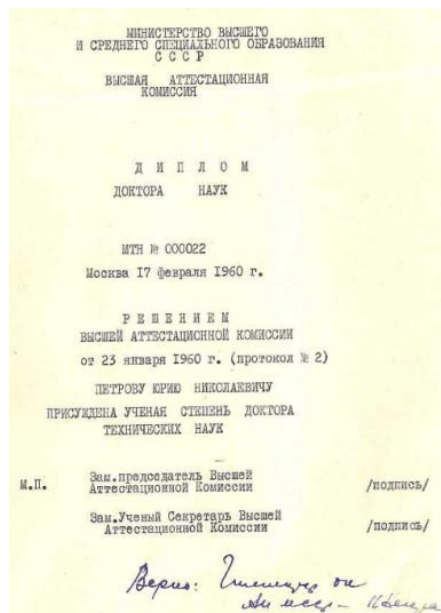 МИНИСТЕРСТВО ВЫСШЕГО
И СРЕДНЕГО СПЕЦИАЛЬНОГО ОБРАЗОВАНИЯ
С С С Р
ВЫСШАЯ АТТЕСТАЦИОННАЯ
КОМИССИЯ
Д И П Л О М
ДОКТОРА НАУК
МТН № 000022
Москва 17 февраля 1960 г.
Р Е Ш Е Н И Е М
ВЫСШЕЙ АТТЕСТАЦИОННОЙ КОМИССИИ
от 23 января 1960 г. (протокол № 2)
ПЕТРОВУ ЮРИЮ НИКОЛАЕВИЧУ
ПРИСУЖДЕНА УЧЕНАЯ СТЕПЕНЬ ДОКТОРА
ТЕХНИЧЕСКИХ НАУК
М.П.
Зам.председатель Высшей
Аттестационной Комиссии /подпись/
Зам.Ученый Секретарь Высшей
Аттестационной Комиссии /подпись/
Верно: